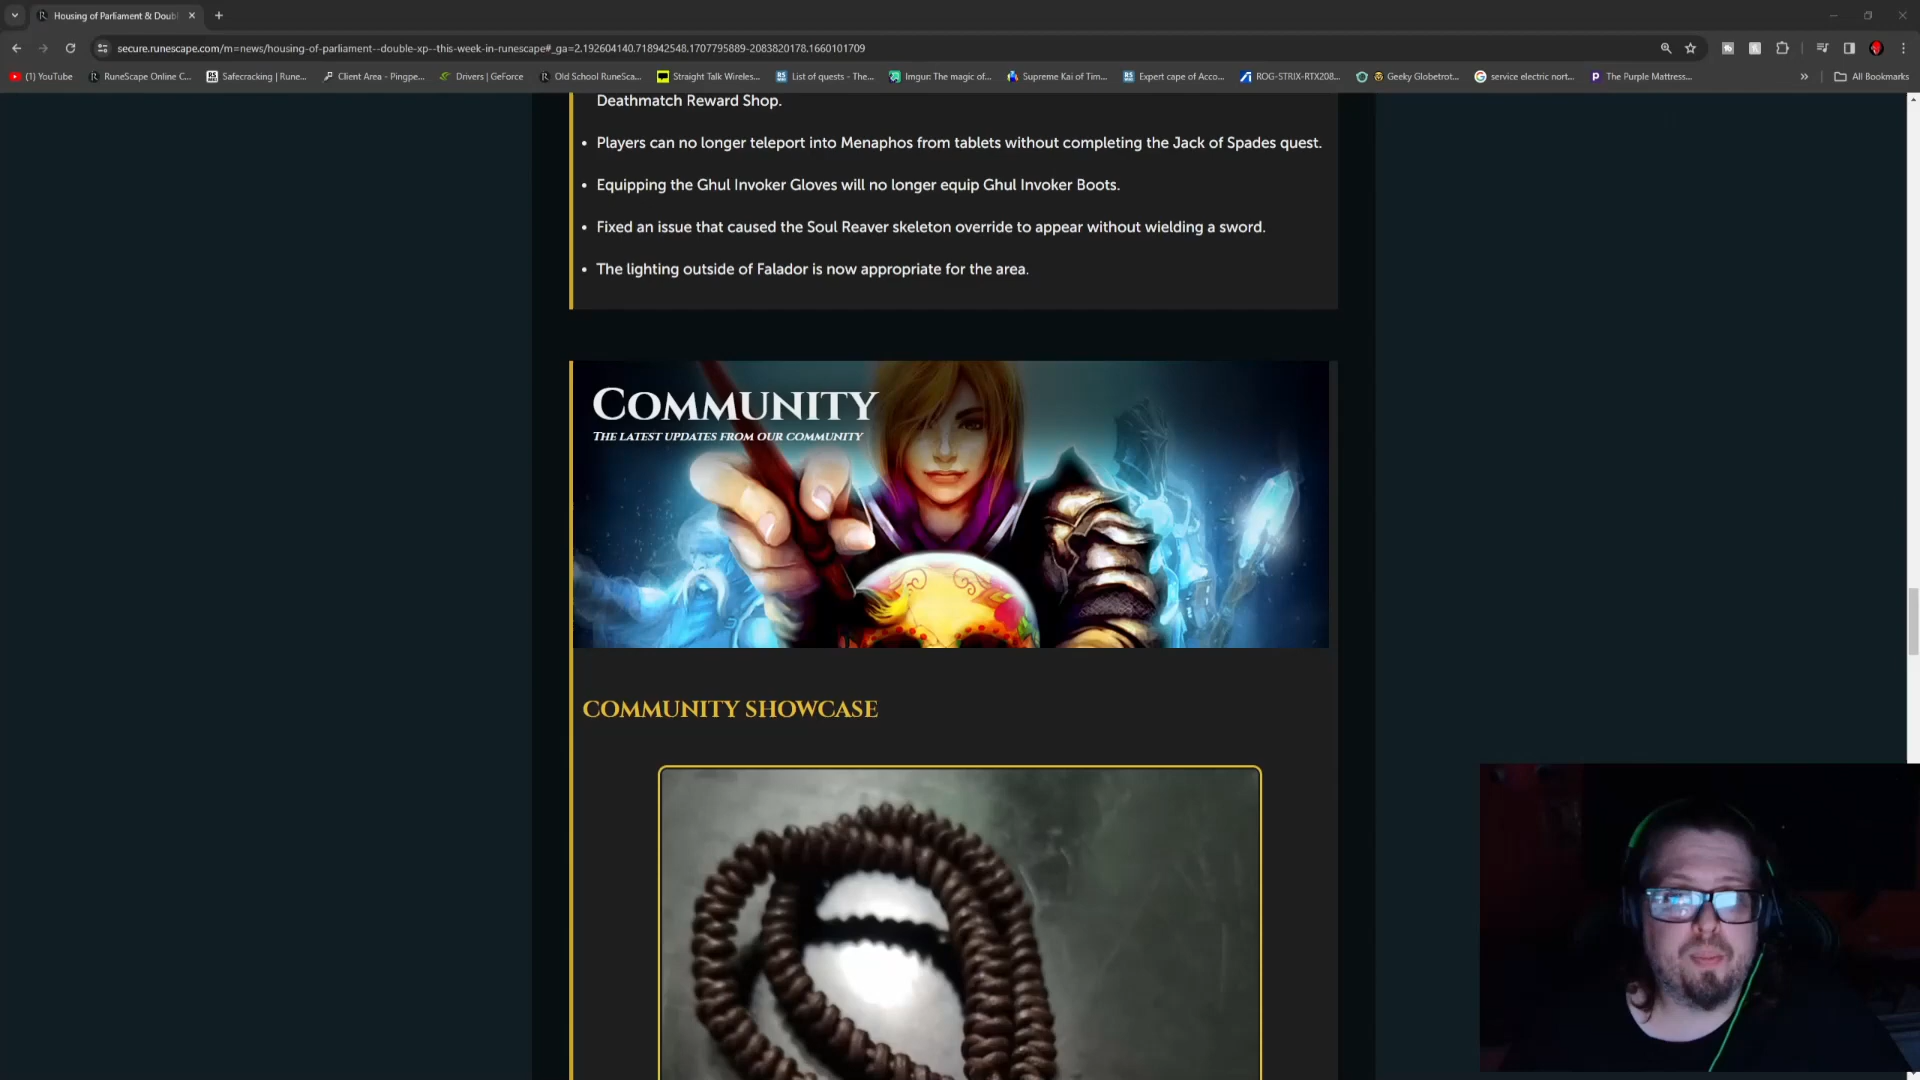 Housing of Parliament & Doubl
secure.runescape.com/m=news/housing-of-parliament--double-xp--this-week-in-runescape#_ga=2.192604140.718942548.1707795889-2083820178.1660101709
(1) YouTube
RuneScape Online C...
Safecracking | Rune...
Client Area - Pingpe...
Drivers | GeForce
Old School RuneSca...
Straight Talk Wireles...
List of quests - The...
Imgur: The magic of...
Supreme Kai of Tim...
Expert cape of Acco...
ROG-STRIX-RTX208...
Geeky Globetrot...
service electric nort...
The Purple Mattress...
All Bookmarks
Deathmatch Reward Shop.
• Players can no longer teleport into Menaphos from tablets without completing the Jack of Spades quest.
• Equipping the Ghul Invoker Gloves will no longer equip Ghul Invoker Boots.
• Fixed an issue that caused the Soul Reaver skeleton override to appear without wielding a sword.
• The lighting outside of Falador is now appropriate for the area.
COMMUNITY
THE LATEST UPDATES FROM OUR COMMUNITY
COMMUNITY SHOWCASE